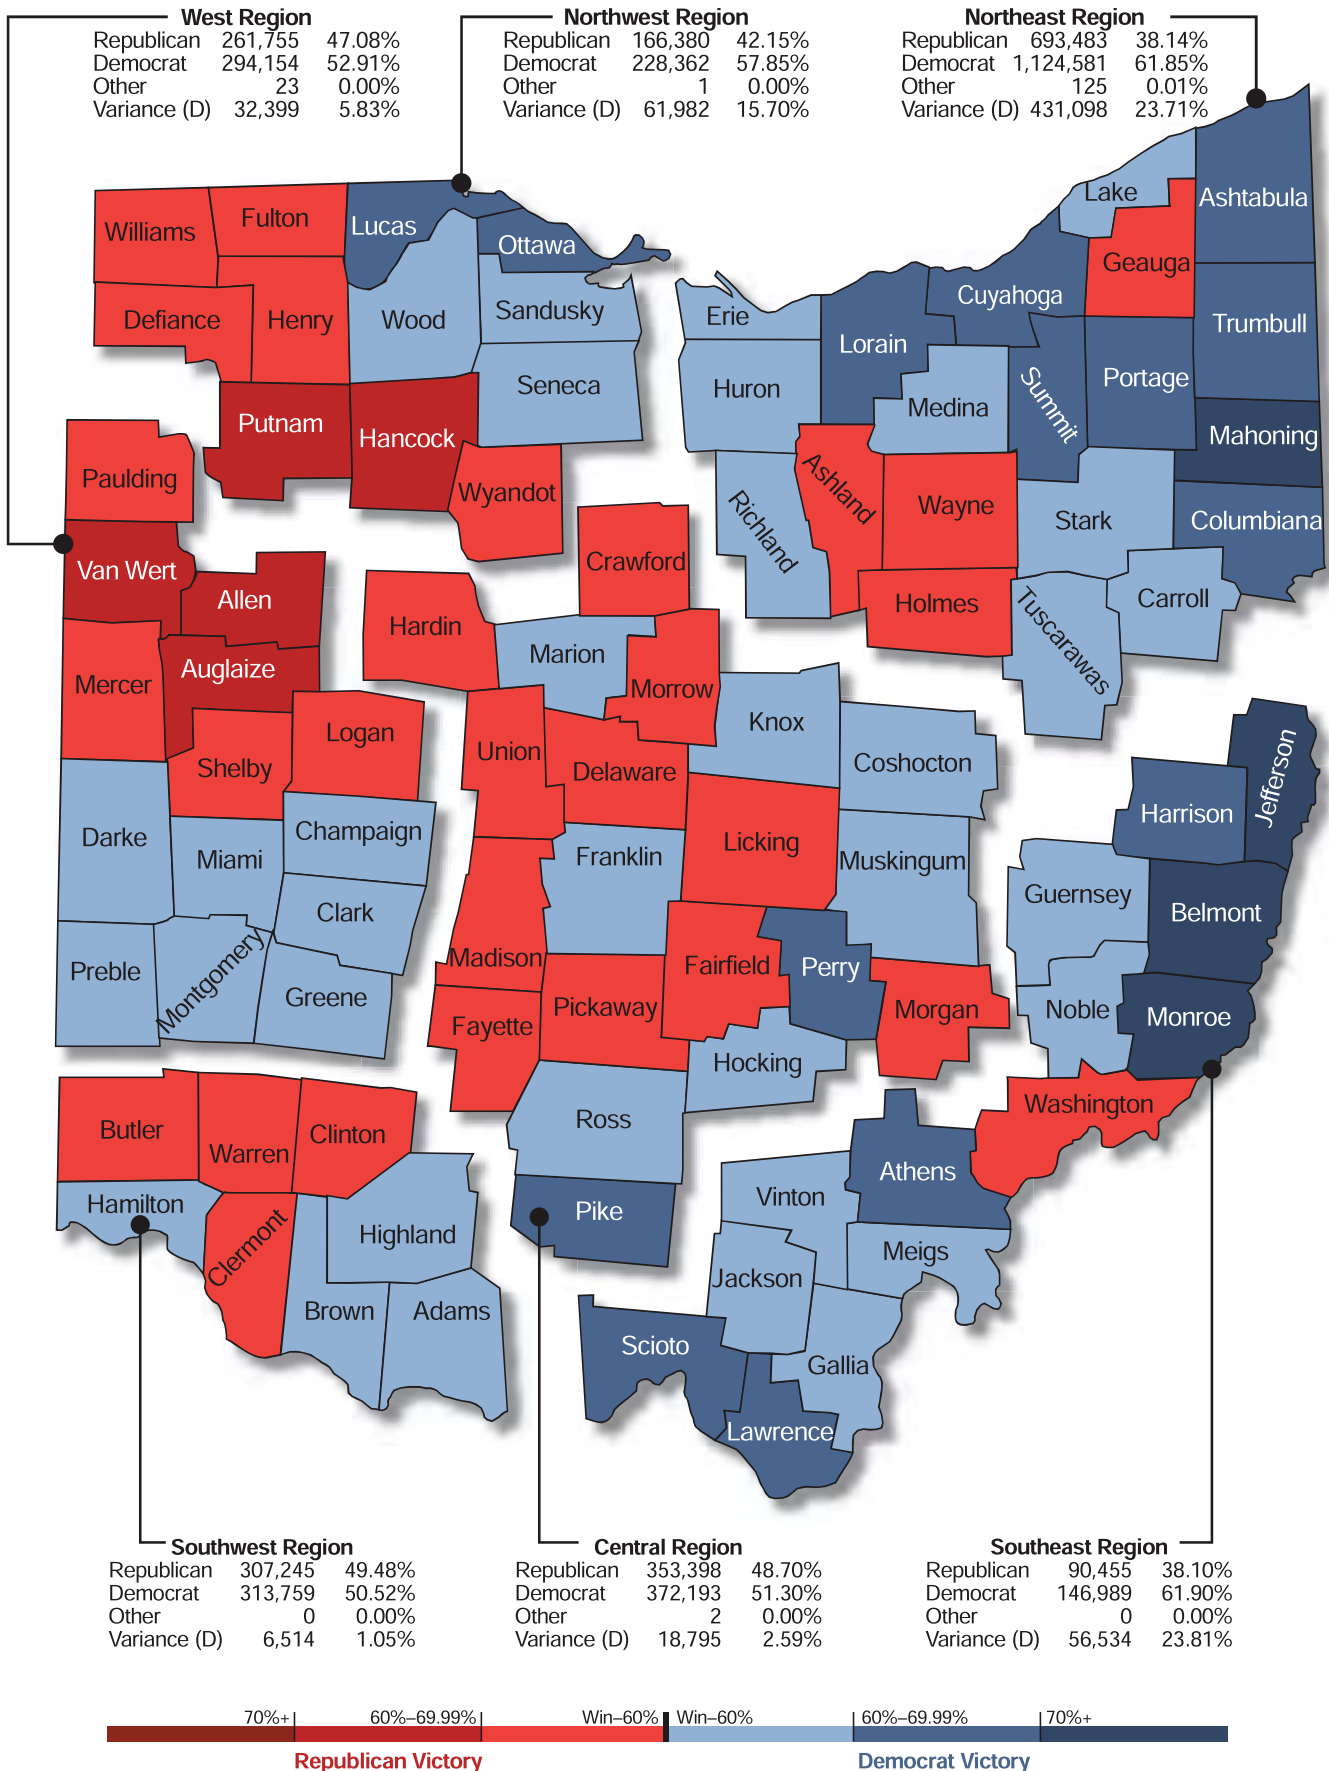 West Region
Republican 261,755 47.08%
Democrat 294,154 52.91%
Other 23 0.00%
Variance (D) 32,399 5.83%
Northwest Region
Republican 166,380 42.15%
Democrat 228,362 57.85%
Other 1 0.00%
Variance (D) 61,982 15.70%
Northeast Region
Republican 693,483 38.14%
Democrat 1,124,581 61.85%
Other 125 0.01%
Variance (D) 431,098 23.71%
Williams
Fulton
Lucas
Ottawa
Defiance
Henry
Wood
Sandusky
Seneca
Putnam
Hancock
Wyandot
Lake
Ashtabula
Geauga
Cuyahoga
Erie
Lorain
Trumbull
Huron
Medina
Summit
Portage
Mahoning
Richland
Ashland
Wayne
Stark
Columbiana
Holmes
Tuscarawas
Carroll
Paulding
Van Wert
Allen
Mercer
Auglaize
Shelby
Logan
Darke
Miami
Champaign
Clark
Preble
Montgomery
Greene
Crawford
Hardin
Marion
Morrow
Union
Delaware
Knox
Coshocton
Licking
Franklin
Muskingum
Madison
Fairfield
Perry
Fayette
Pickaway
Morgan
Hocking
Ross
Pike
Jefferson
Harrison
Guernsey
Belmont
Noble
Monroe
Washington
Athens
Vinton
Meigs
Jackson
Gallia
Scioto
Lawrence
Butler
Warren
Clinton
Hamilton
Clermont
Highland
Brown
Adams
Southwest Region
Republican 307,245 49.48%
Democrat 313,759 50.52%
Other 0 0.00%
Variance (D) 6,514 1.05%
Central Region
Republican 353,398 48.70%
Democrat 372,193 51.30%
Other 2 0.00%
Variance (D) 18,795 2.59%
Southeast Region
Republican 90,455 38.10%
Democrat 146,989 61.90%
Other 0 0.00%
Variance (D) 56,534 23.81%
70%+ 60%–69.99% Win–60% Win–60% 60%–69.99% 70%+
Republican Victory Democrat Victory